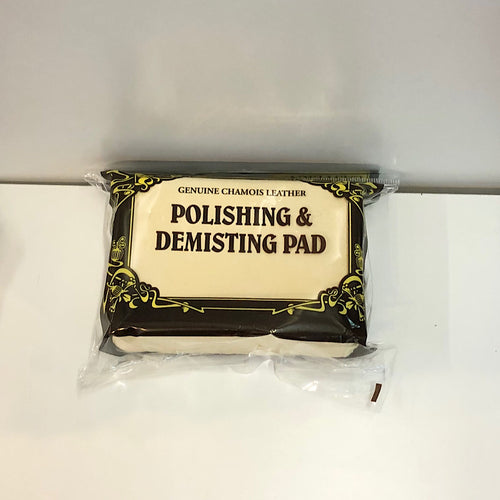 GENUINE CHAMOIS LEATHER
POLISHING &
DEMISTING PAD